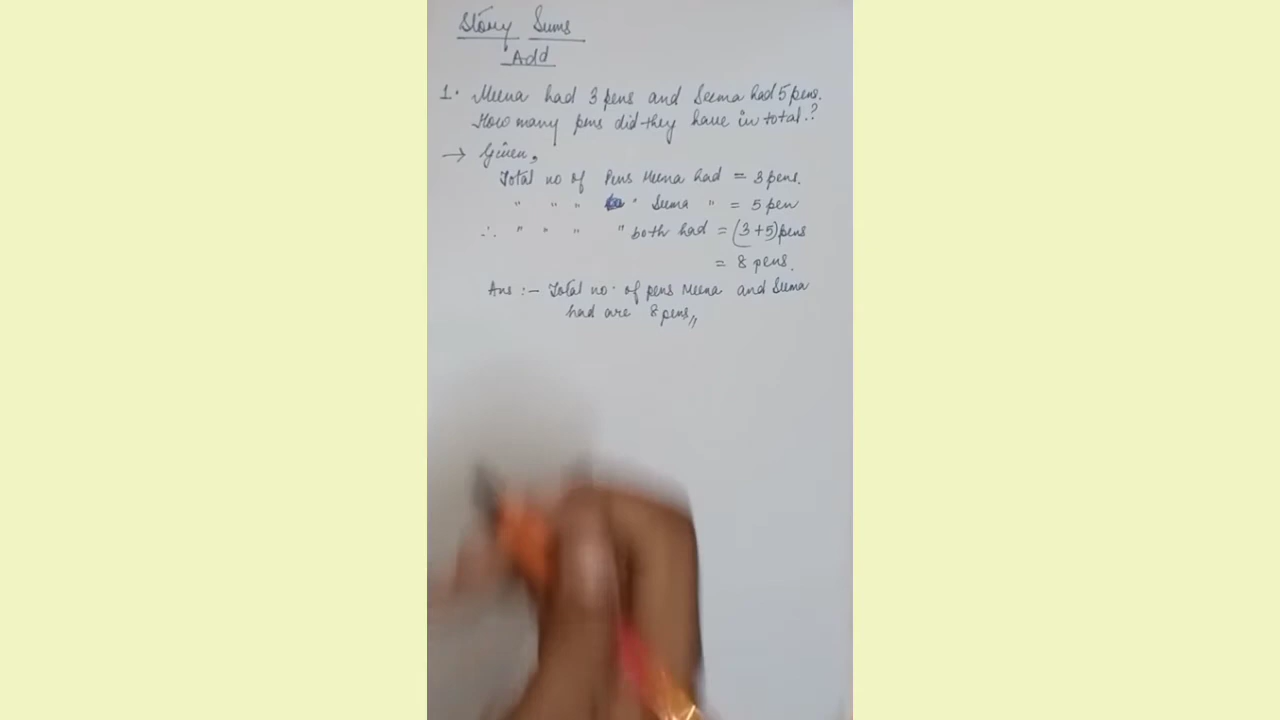 Story Sums
Add
1. Meena had 3 pens and Seema had 5 pens.
How many pens did they have in total.?
→ Given,
Total no of Pens Meena had = 3 pens.
" " " " Seema " = 5 pen
∴ " " " " both had = (3+5) pens
= 8 pens.
Ans :- Total no. of pens Meena and Seema
had are 8 pens,,